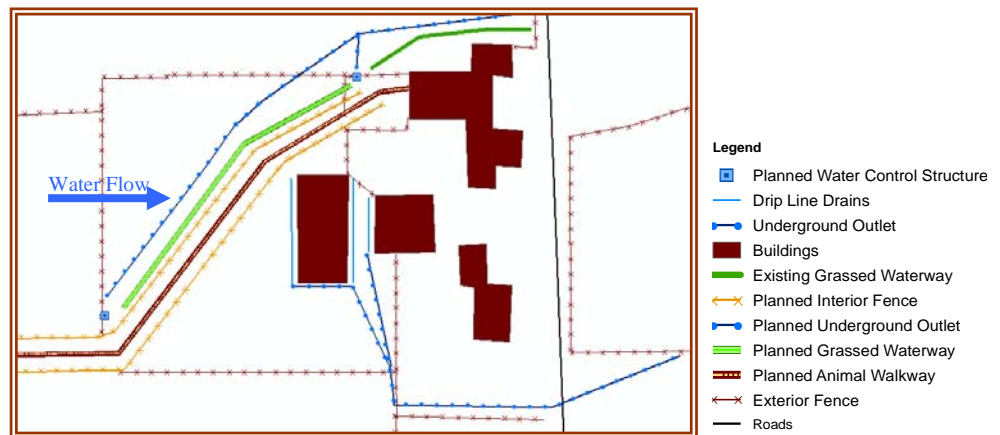 Water Flow
Legend
Planned Water Control Structure
Drip Line Drains
Underground Outlet
Buildings
Existing Grassed Waterway
Planned Interior Fence
Planned Underground Outlet
Planned Grassed Waterway
Planned Animal Walkway
Exterior Fence
Roads